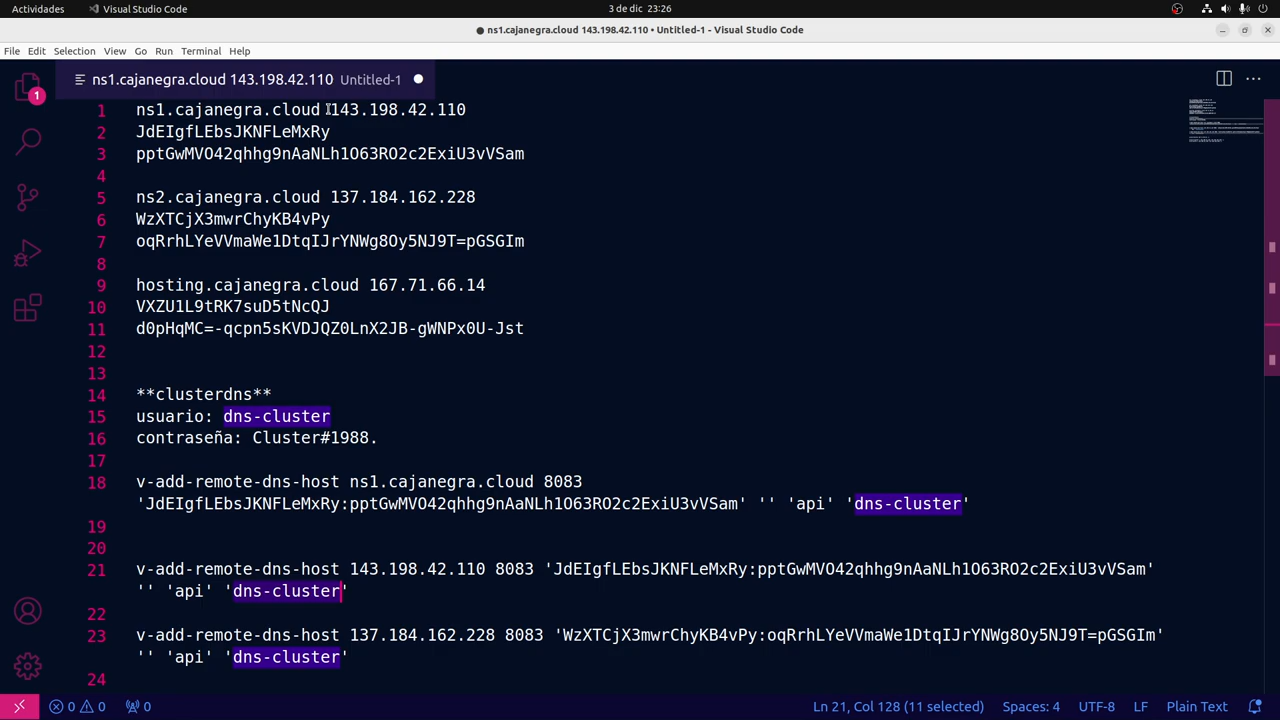 Actividades
Visual Studio Code
3 de dic 23:26
ns1.cajanegra.cloud 143.198.42.110 • Untitled-1 - Visual Studio Code
File Edit Selection View Go Run Terminal Help
ns1.cajanegra.cloud 143.198.42.110 Untitled-1
1
1 ns1.cajanegra.cloud 143.198.42.110
2 JdEIgfLEbsJKNFLeMxRy
3 pptGwMVO42qhhg9nAaNLh1O63RO2c2ExiU3vVSam
4
5 ns2.cajanegra.cloud 137.184.162.228
6 WzXTCjX3mwrChyKB4vPy
7 oqRrhLYeVVmaWe1DtqIJrYNWg8Oy5NJ9T=pGSGIm
8
9 hosting.cajanegra.cloud 167.71.66.14
10 VXZU1L9tRK7suD5tNcQJ
11 d0pHqMC=-qcpn5sKVDJQZ0LnX2JB-gWNPx0U-Jst
12
13
14 **clusterdns**
15 usuario: dns-cluster
16 contraseña: Cluster#1988.
17
18 v-add-remote-dns-host ns1.cajanegra.cloud 8083
'JdEIgfLEbsJKNFLeMxRy:pptGwMVO42qhhg9nAaNLh1O63RO2c2ExiU3vVSam' '' 'api' 'dns-cluster'
19
20
21 v-add-remote-dns-host 143.198.42.110 8083 'JdEIgfLEbsJKNFLeMxRy:pptGwMVO42qhhg9nAaNLh1O63RO2c2ExiU3vVSam'
'' 'api' 'dns-cluster'
22
23 v-add-remote-dns-host 137.184.162.228 8083 'WzXTCjX3mwrChyKB4vPy:oqRrhLYeVVmaWe1DtqIJrYNWg8Oy5NJ9T=pGSGIm'
'' 'api' 'dns-cluster'
24
0 0 0
Ln 21, Col 128 (11 selected) Spaces: 4 UTF-8 LF Plain Text